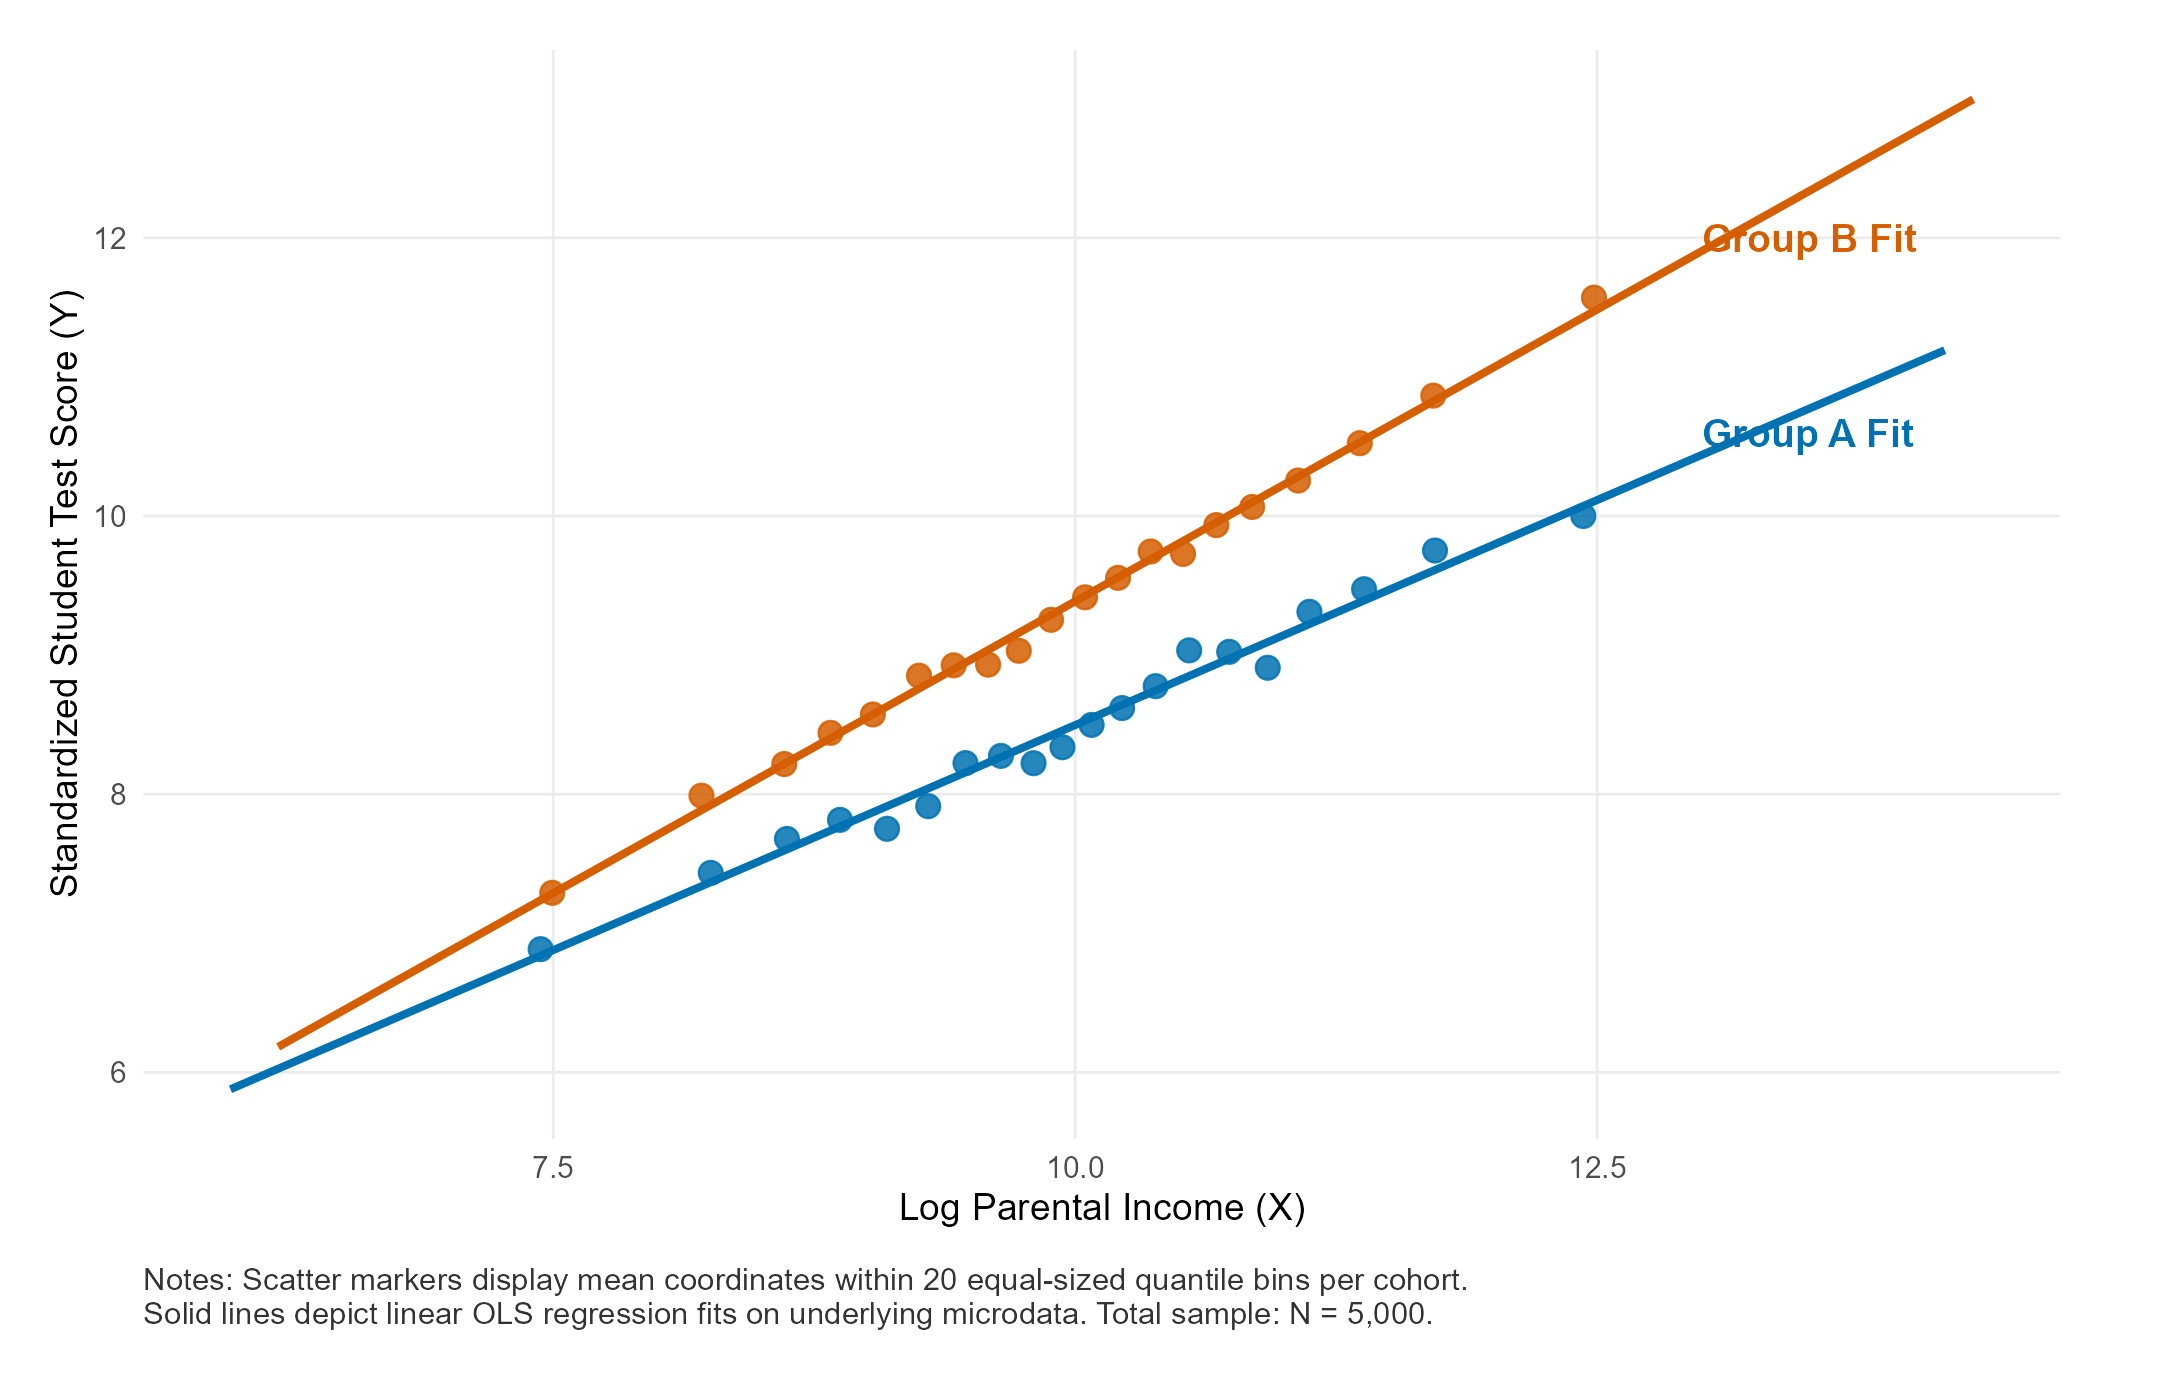 12
10
8
6
Standardized Student Test Score (Y)
Group B Fit
Group A Fit
7.5 10.0 12.5
Log Parental Income (X)
Notes: Scatter markers display mean coordinates within 20 equal-sized quantile bins per cohort.
Solid lines depict linear OLS regression fits on underlying microdata. Total sample: N = 5,000.